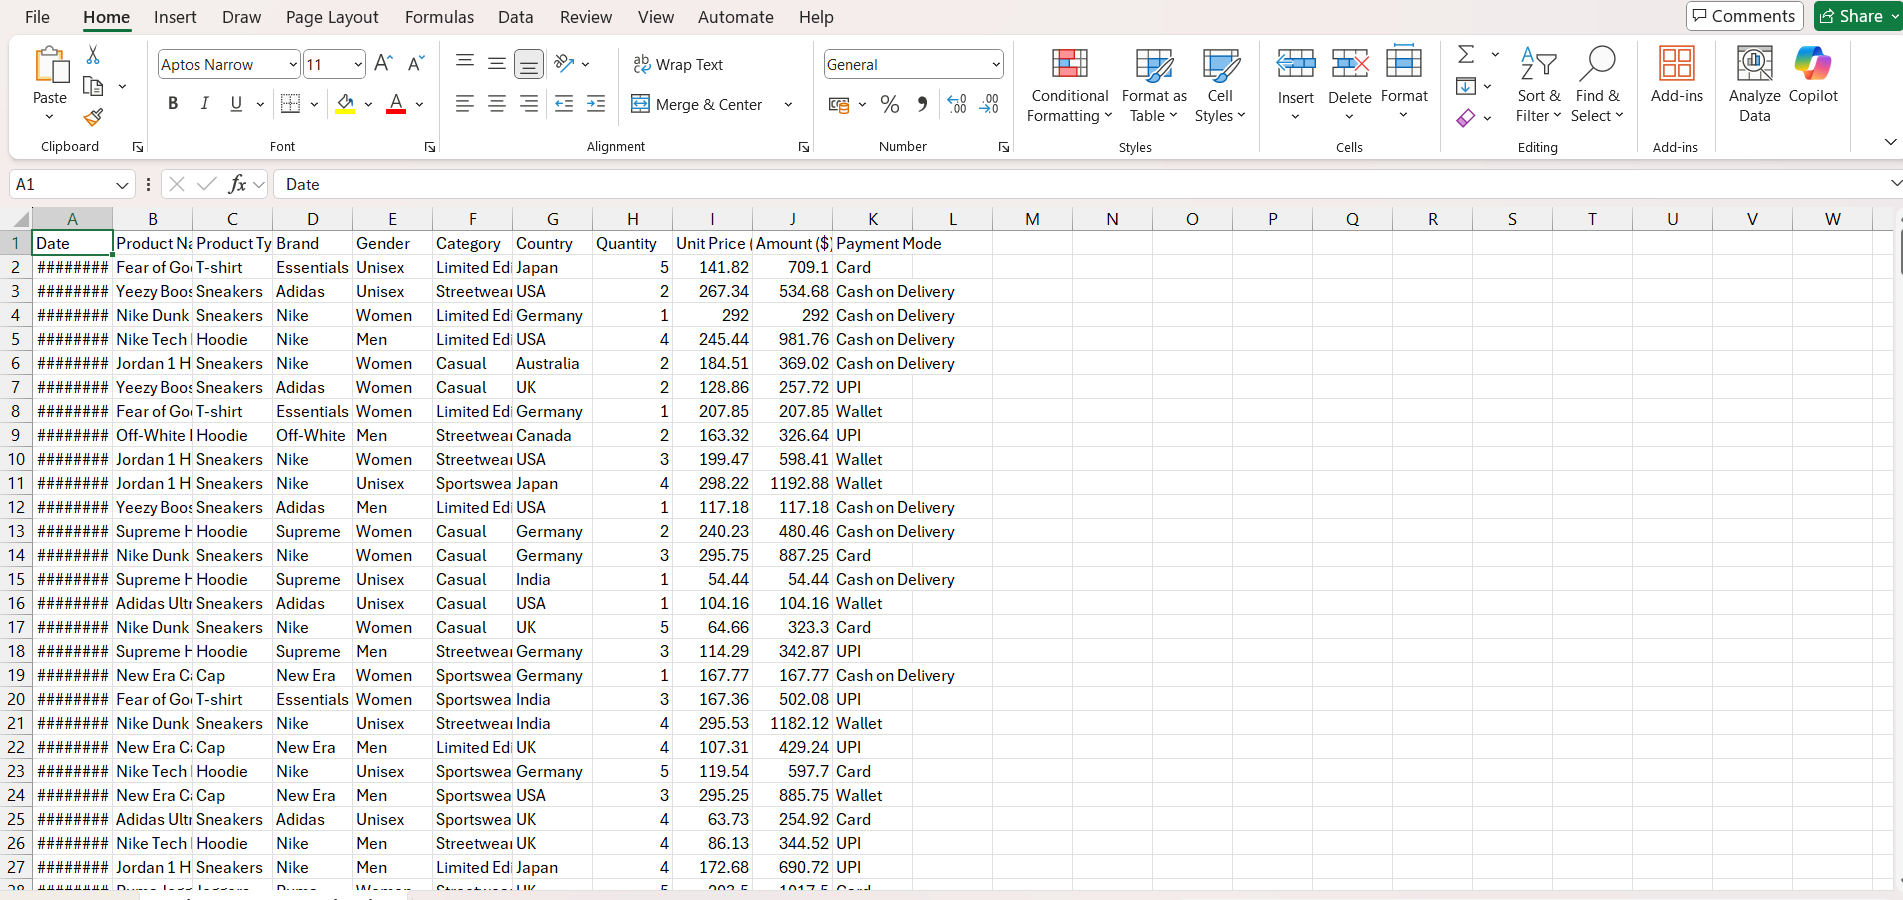 File Home Insert Draw Page Layout Formulas Data Review View Automate Help Comments Share
Aptos Narrow 11 A A ab Wrap Text General
Paste B I U A Merge & Center % Conditional Formatting Format as Table Cell Styles Insert Delete Format Sort & Filter Find & Select Add-ins Analyze Data Copilot
Clipboard Font Alignment Number Styles Cells Editing Add-ins
A1 fx Date
A B C D E F G H I J K L M N O P Q R S T U V W
1 Date Product Na Product Ty Brand Gender Category Country Quantity Unit Price ( Amount ($) Payment Mode
2 ######## Fear of Go T-shirt Essentials Unisex Limited Edi Japan 5 141.82 709.1 Card
3 ######## Yeezy Boos Sneakers Adidas Unisex Streetwear USA 2 267.34 534.68 Cash on Delivery
4 ######## Nike Dunk Sneakers Nike Women Limited Edi Germany 1 292 292 Cash on Delivery
5 ######## Nike Tech Hoodie Nike Men Limited Edi USA 4 245.44 981.76 Cash on Delivery
6 ######## Jordan 1 H Sneakers Nike Women Casual Australia 2 184.51 369.02 Cash on Delivery
7 ######## Yeezy Boos Sneakers Adidas Women Casual UK 2 128.86 257.72 UPI
8 ######## Fear of Go T-shirt Essentials Women Limited Edi Germany 1 207.85 207.85 Wallet
9 ######## Off-White Hoodie Off-White Men Streetwear Canada 2 163.32 326.64 UPI
10 ######## Jordan 1 H Sneakers Nike Women Streetwear USA 3 199.47 598.41 Wallet
11 ######## Jordan 1 H Sneakers Nike Unisex Sportswea Japan 4 298.22 1192.88 Wallet
12 ######## Yeezy Boos Sneakers Adidas Men Limited Edi USA 1 117.18 117.18 Cash on Delivery
13 ######## Supreme H Hoodie Supreme Women Casual Germany 2 240.23 480.46 Cash on Delivery
14 ######## Nike Dunk Sneakers Nike Women Casual Germany 3 295.75 887.25 Card
15 ######## Supreme H Hoodie Supreme Unisex Casual India 1 54.44 54.44 Cash on Delivery
16 ######## Adidas Ultr Sneakers Adidas Unisex Casual USA 1 104.16 104.16 Wallet
17 ######## Nike Dunk Sneakers Nike Women Casual UK 5 64.66 323.3 Card
18 ######## Supreme H Hoodie Supreme Men Streetwear Germany 3 114.29 342.87 UPI
19 ######## New Era Ca Cap New Era Women Sportswea Germany 1 167.77 167.77 Cash on Delivery
20 ######## Fear of Go T-shirt Essentials Women Sportswea India 3 167.36 502.08 UPI
21 ######## Nike Dunk Sneakers Nike Unisex Streetwear India 4 295.53 1182.12 Wallet
22 ######## New Era Ca Cap New Era Men Limited Edi UK 4 107.31 429.24 UPI
23 ######## Nike Tech Hoodie Nike Unisex Sportswea Germany 5 119.54 597.7 Card
24 ######## New Era Ca Cap New Era Men Sportswea USA 3 295.25 885.75 Wallet
25 ######## Adidas Ultr Sneakers Adidas Unisex Sportswea UK 4 63.73 254.92 Card
26 ######## Nike Tech Hoodie Nike Men Streetwear UK 4 86.13 344.52 UPI
27 ######## Jordan 1 H Sneakers Nike Men Limited Edi Japan 4 172.68 690.72 UPI